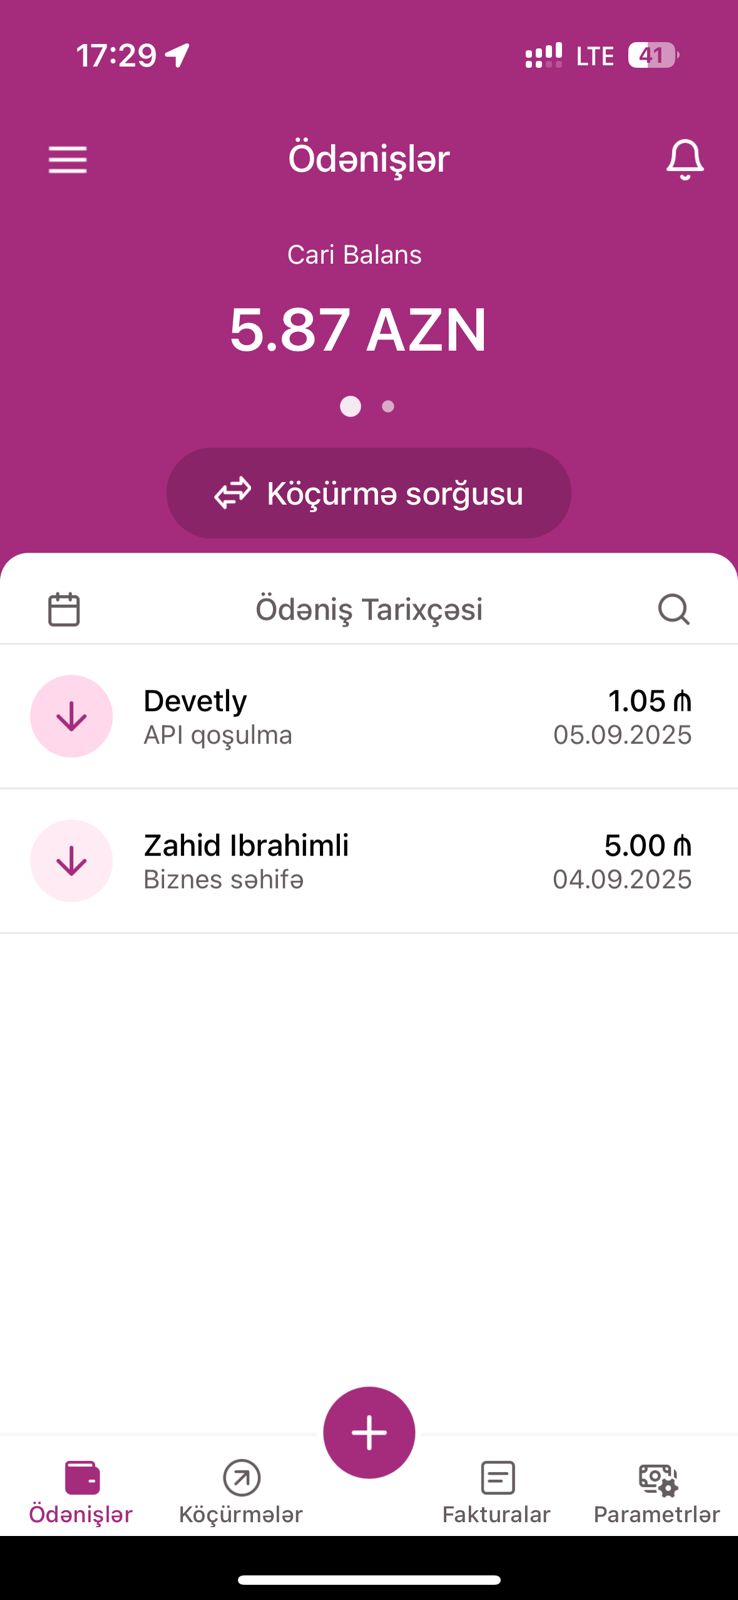 17:29
LTE 41
Ödənişlər
Cari Balans
5.87 AZN
Köçürmə sorğusu
Ödəniş Tarixçəsi
Devetly 1.05 ₼
API qoşulma 05.09.2025
Zahid Ibrahimli 5.00 ₼
Biznes səhifə 04.09.2025
Ödənişlər Köçürmələr Fakturalar Parametrlər